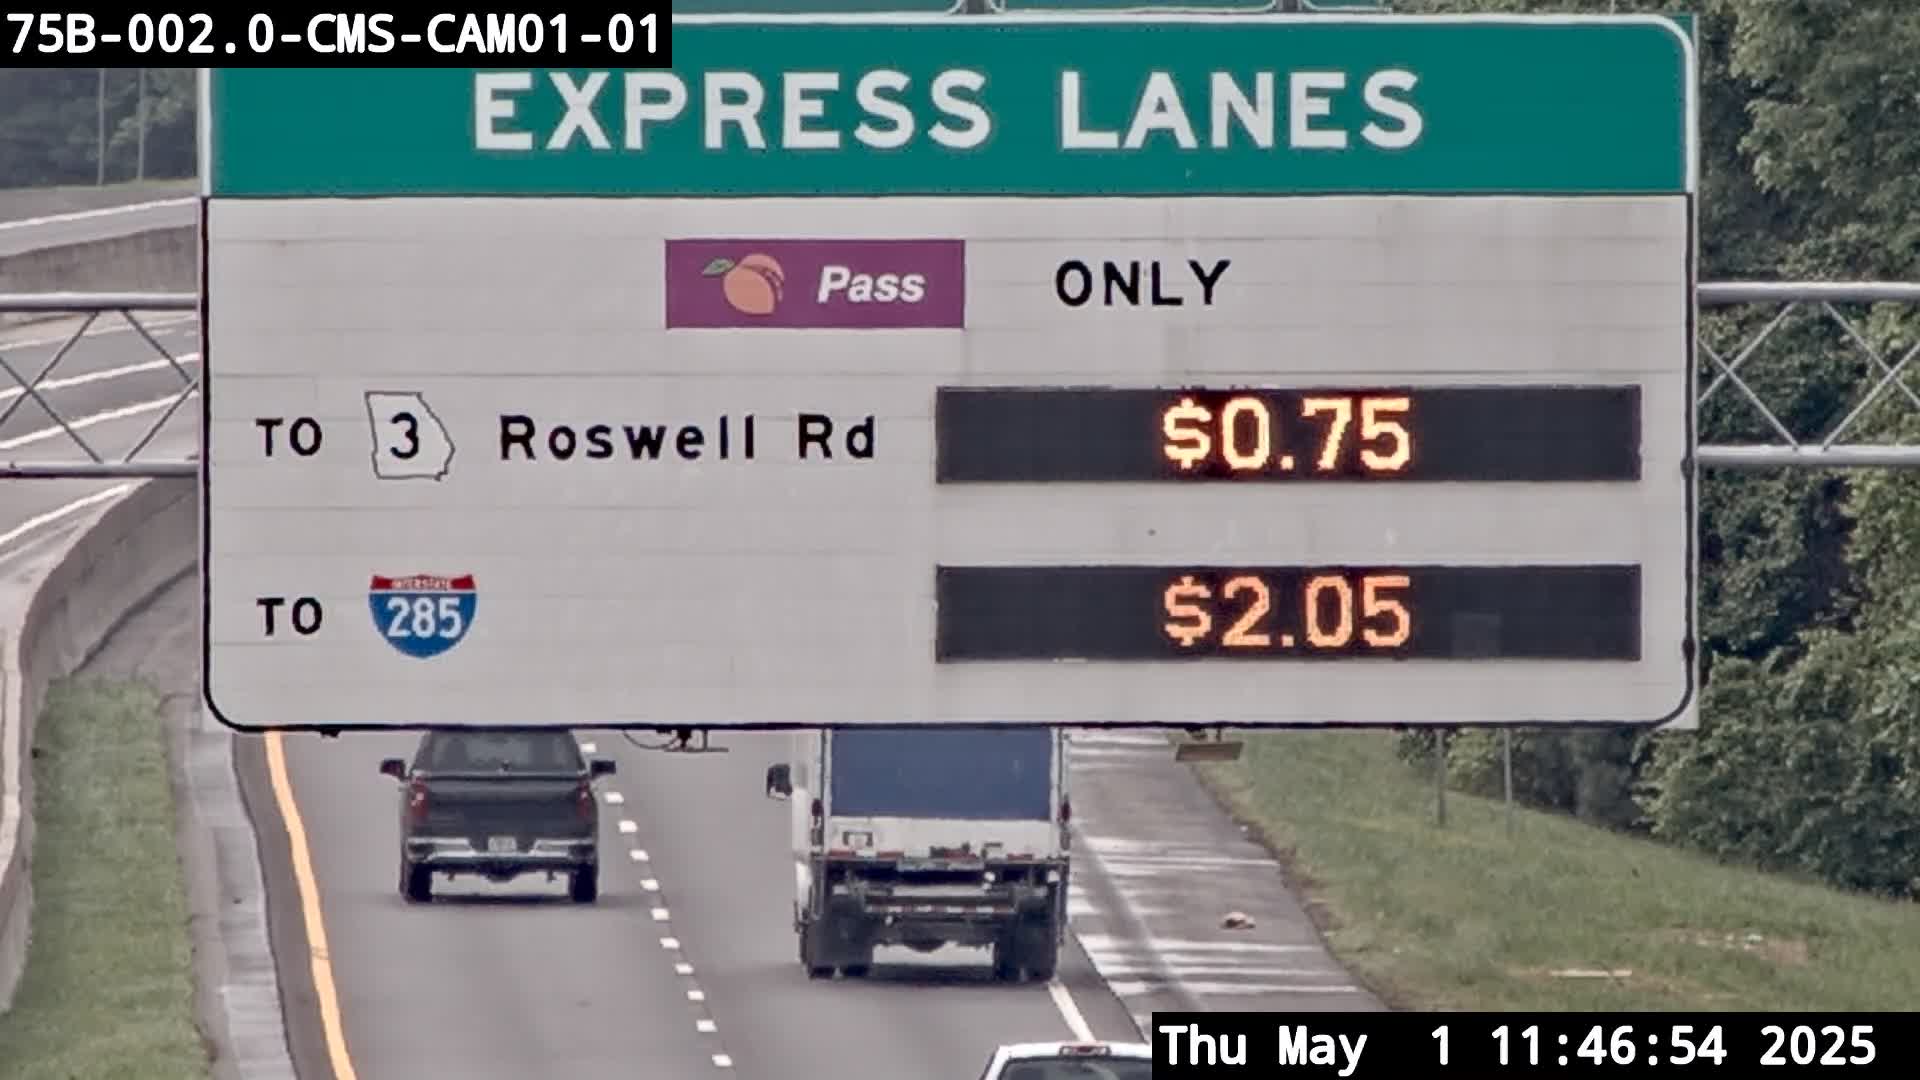 75B-002.0-CMS-CAM01-01
EXPRESS LANES
Pass ONLY
TO 3 Roswell Rd $0.75
TO INTERSTATE 285 $2.05
Thu May 1 11:46:54 2025